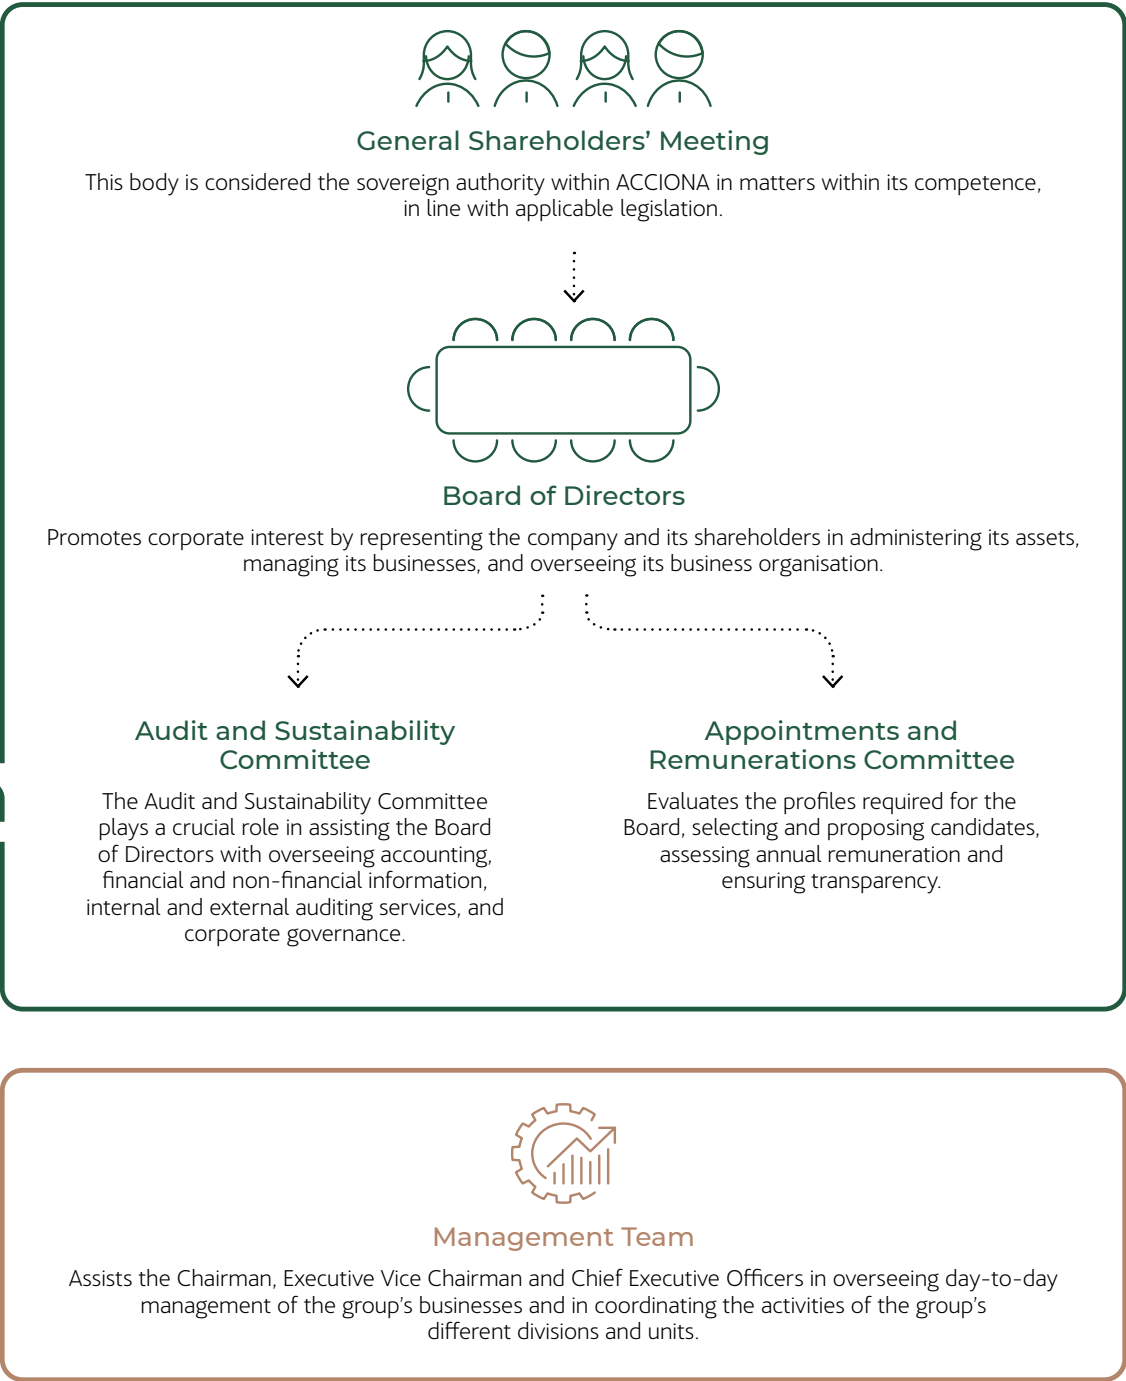 General Shareholders’ Meeting
This body is considered the sovereign authority within ACCIONA in matters within its competence,
in line with applicable legislation.
Board of Directors
Promotes corporate interest by representing the company and its shareholders in administering its assets,
managing its businesses, and overseeing its business organisation.
Audit and Sustainability
Committee
The Audit and Sustainability Committee
plays a crucial role in assisting the Board
of Directors with overseeing accounting,
financial and non-financial information,
internal and external auditing services, and
corporate governance.
Appointments and
Remunerations Committee
Evaluates the profiles required for the
Board, selecting and proposing candidates,
assessing annual remuneration and
ensuring transparency.
Management Team
Assists the Chairman, Executive Vice Chairman and Chief Executive Officers in overseeing day-to-day
management of the group’s businesses and in coordinating the activities of the group’s
different divisions and units.